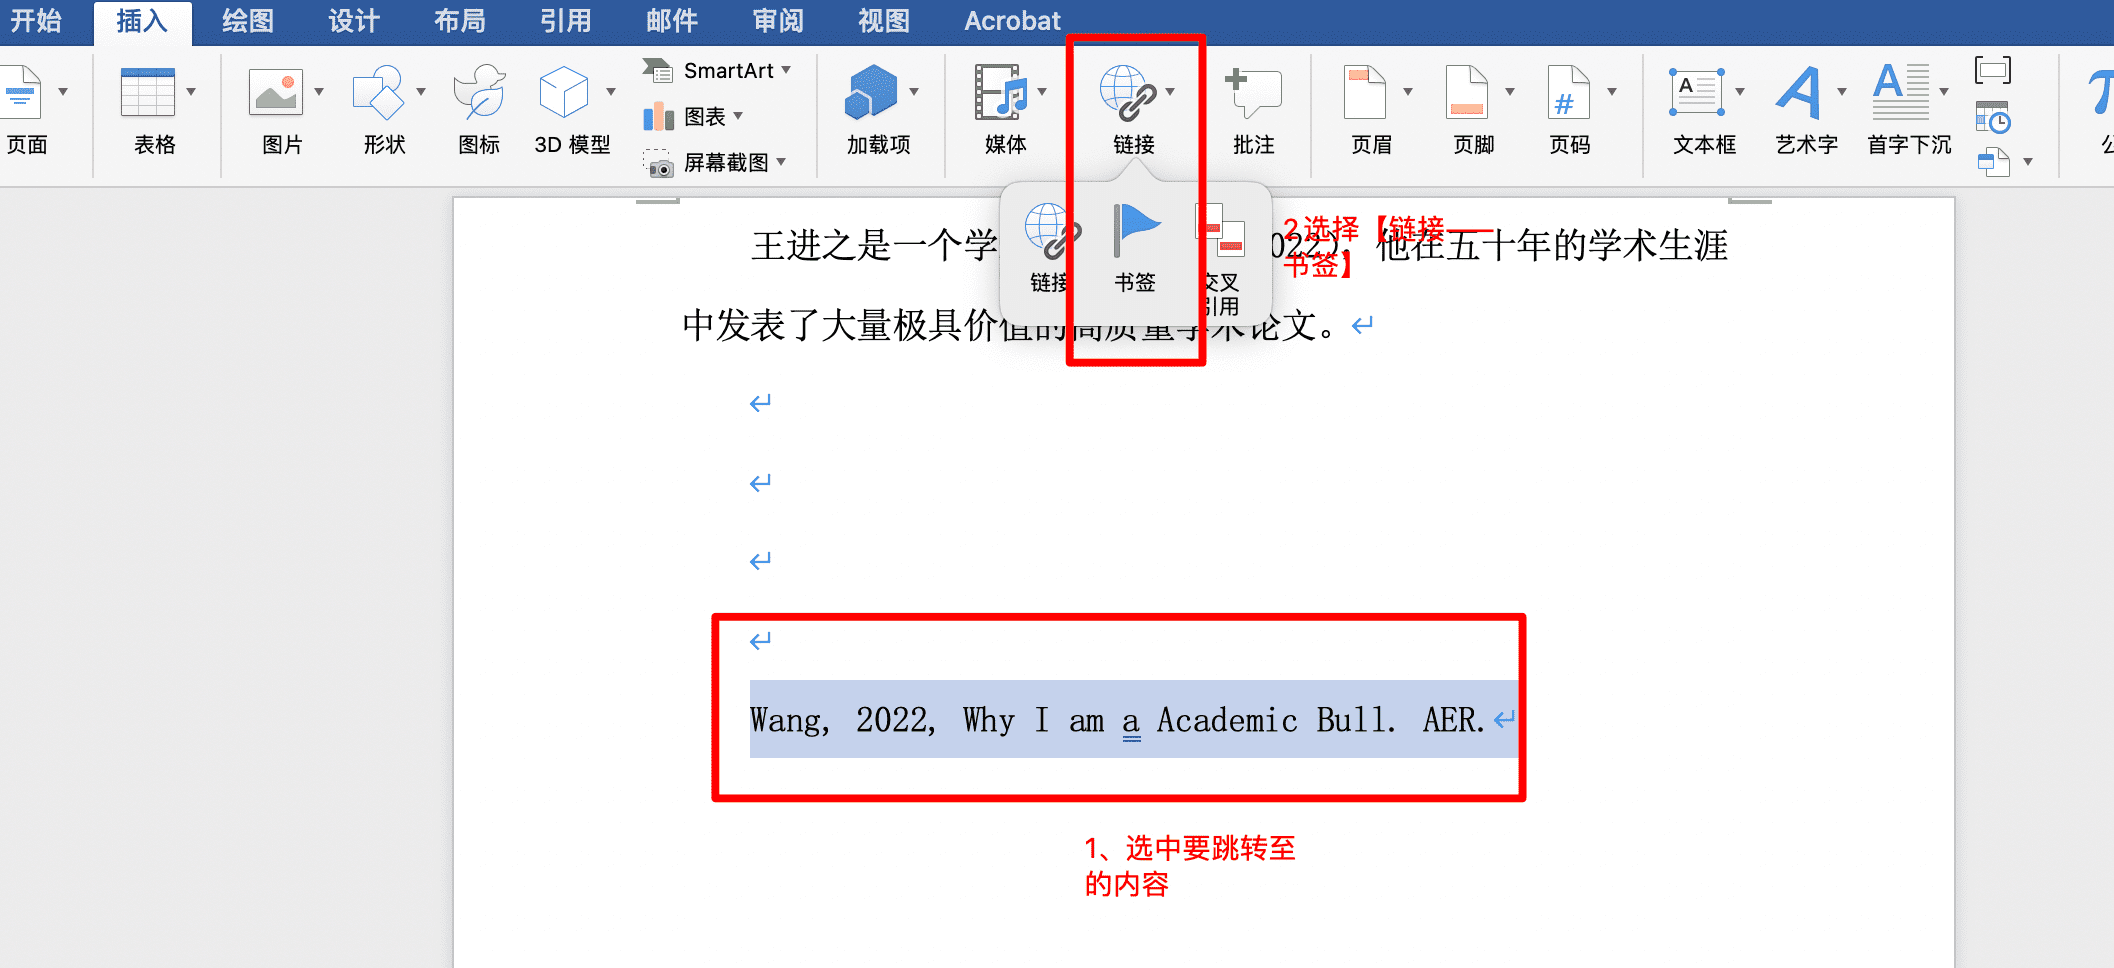 开始 插入 绘图 设计 布局 引用 邮件 审阅 视图 Acrobat
SmartArt
图表
屏幕截图
页面 表格 图片 形状 图标 3D 模型 加载项 媒体 链接 批注 页眉 页脚 页码 文本框 艺术字 首字下沉
链接 书签 交叉
引用
2选择【链接——
书签】
王进之是一个学 2022），他在五十年的学术生涯
中发表了大量极具价值的高质量学术论文。
Wang, 2022, Why I am a Academic Bull. AER.
1、选中要跳转至
的内容